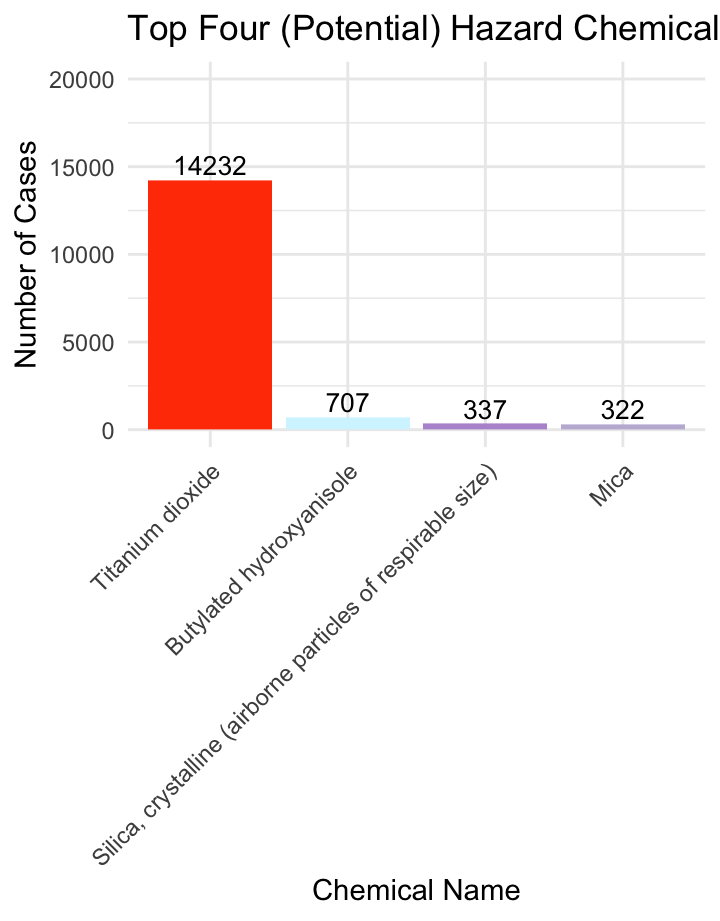 Top Four (Potential) Hazard Chemical
Number of Cases
20000
15000
10000
5000
0
14232
707
337
322
Titanium dioxide
Butylated hydroxyanisole
Silica, crystalline (airborne particles of respirable size)
Mica
Chemical Name